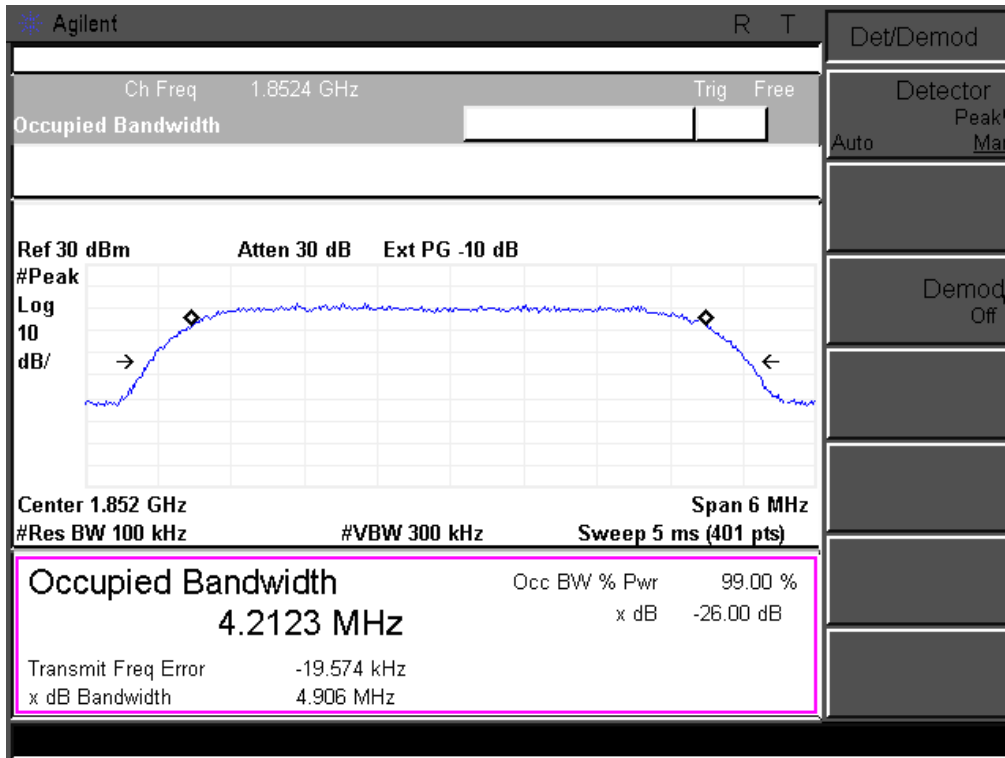 Agilent R T
Det/Demod
Ch Freq 1.8524 GHz Trig Free
Occupied Bandwidth
Detector
Peak
Auto
Demod
Off
Ref 30 dBm Atten 30 dB Ext PG -10 dB
#Peak
Log
10
dB/
Center 1.852 GHz Span 6 MHz
#Res BW 100 kHz #VBW 300 kHz Sweep 5 ms (401 pts)
Occupied Bandwidth
4.2123 MHz
Occ BW % Pwr 99.00 %
x dB -26.00 dB
Transmit Freq Error -19.574 kHz
x dB Bandwidth 4.906 MHz